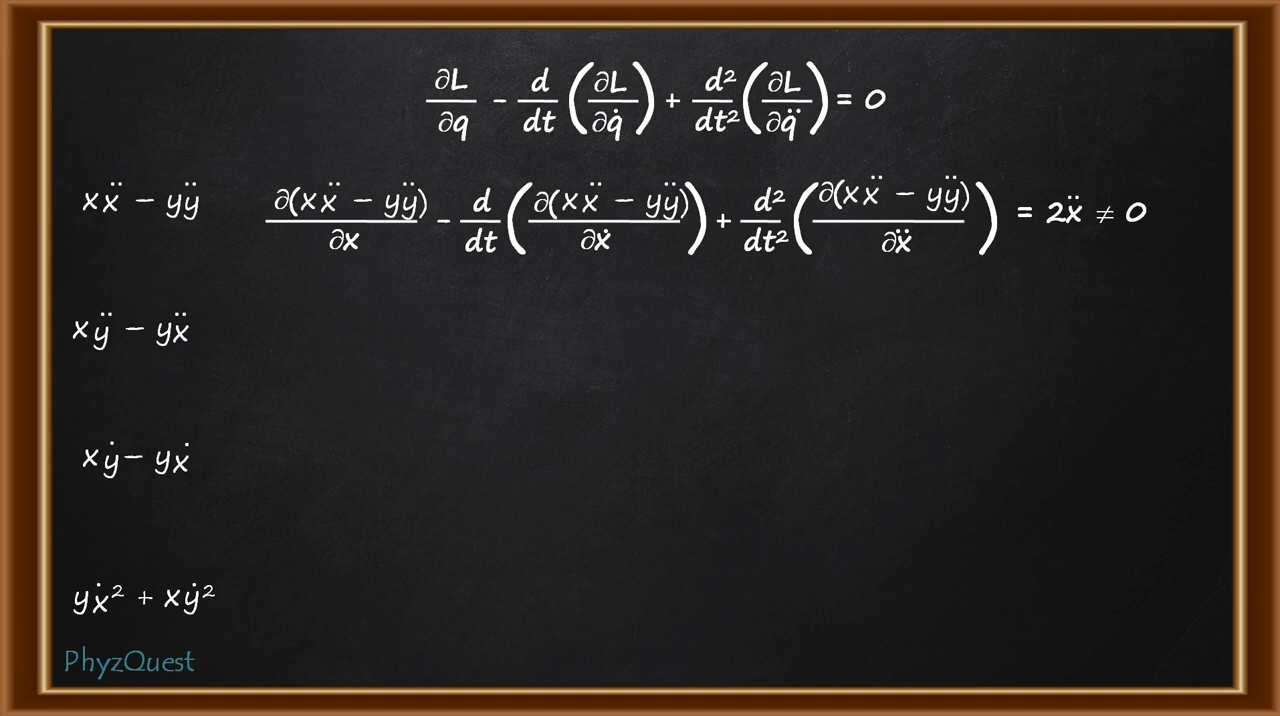 ∂L/∂q - d/dt (∂L/∂q̇) + d²/dt² (∂L/∂q̈) = 0
xẍ - yÿ ∂(xẍ - yÿ)/∂x - d/dt (∂(xẍ - yÿ)/∂ẋ) + d²/dt² (∂(xẍ - yÿ)/∂ẍ) = 2ẍ ≠ 0
xÿ - yẍ
xẏ - yẋ
yẋ² + xẏ²
PhyzQuest